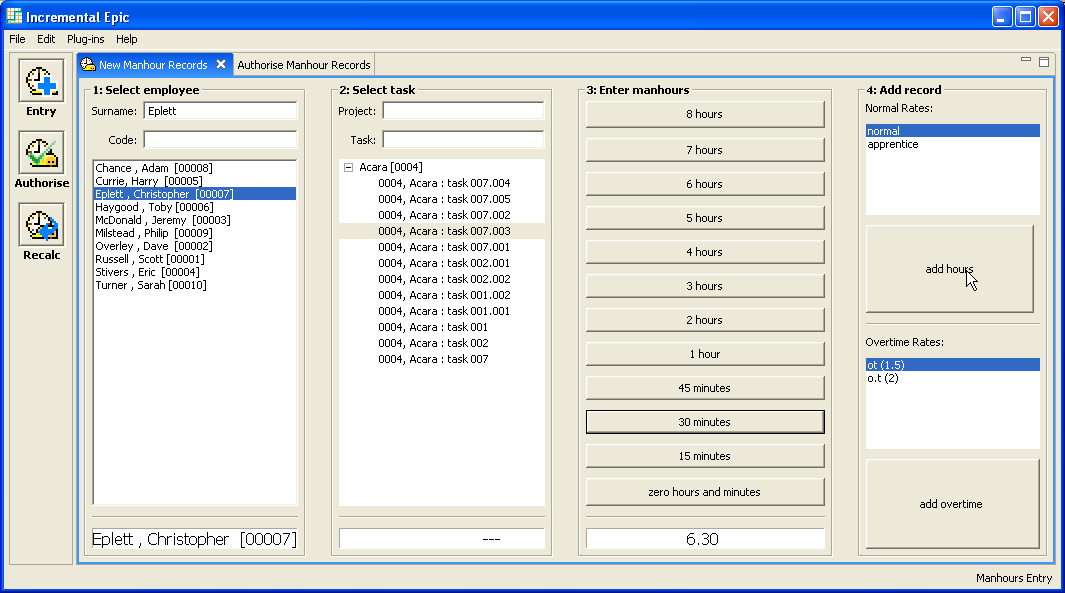 Incremental Epic
File Edit Plug-ins Help
Entry
Authorise
Recalc
New Manhour Records Authorise Manhour Records
1: Select employee
Surname: Eplett
Code:
Chance , Adam [00008]
Currie, Harry [00005]
Eplett , Christopher [00007]
Haygood , Toby [00006]
McDonald , Jeremy [00003]
Milstead , Philip [00009]
Overley , Dave [00002]
Russell , Scott [00001]
Stivers , Eric [00004]
Turner , Sarah [00010]
Eplett , Christopher [00007]
2: Select task
Project:
Task:
Acara [0004]
0004, Acara : task 007.004
0004, Acara : task 007.005
0004, Acara : task 007.002
0004, Acara : task 007.003
0004, Acara : task 007.001
0004, Acara : task 002.001
0004, Acara : task 002.002
0004, Acara : task 001.002
0004, Acara : task 001.001
0004, Acara : task 001
0004, Acara : task 002
0004, Acara : task 007
---
3: Enter manhours
8 hours
7 hours
6 hours
5 hours
4 hours
3 hours
2 hours
1 hour
45 minutes
30 minutes
15 minutes
zero hours and minutes
6.30
4: Add record
Normal Rates:
normal
apprentice
add hours
Overtime Rates:
ot (1.5)
o.t (2)
add overtime
Manhours Entry